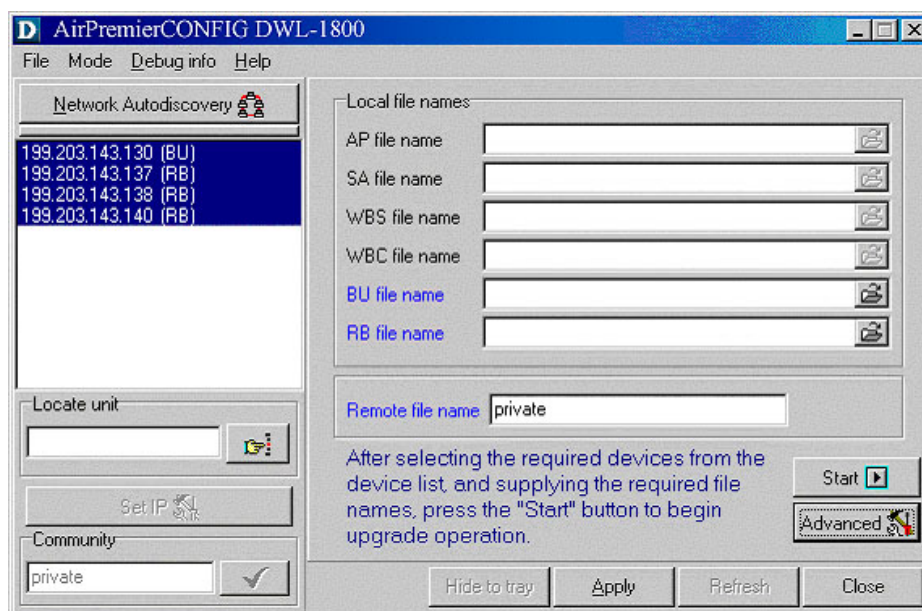 AirPremierCONFIG DWL-1800
File Mode Debug info Help
Network Autodiscovery
199.203.143.130 (BU)
199.203.143.137 (RB)
199.203.143.138 (RB)
199.203.143.140 (RB)
Locate unit
Set IP
Community
private
Local file names
AP file name
SA file name
WBS file name
WBC file name
BU file name
RB file name
Remote file name private
After selecting the required devices from the
device list, and supplying the required file
names, press the "Start" button to begin
upgrade operation.
Start
Advanced
Hide to tray Apply Refresh Close